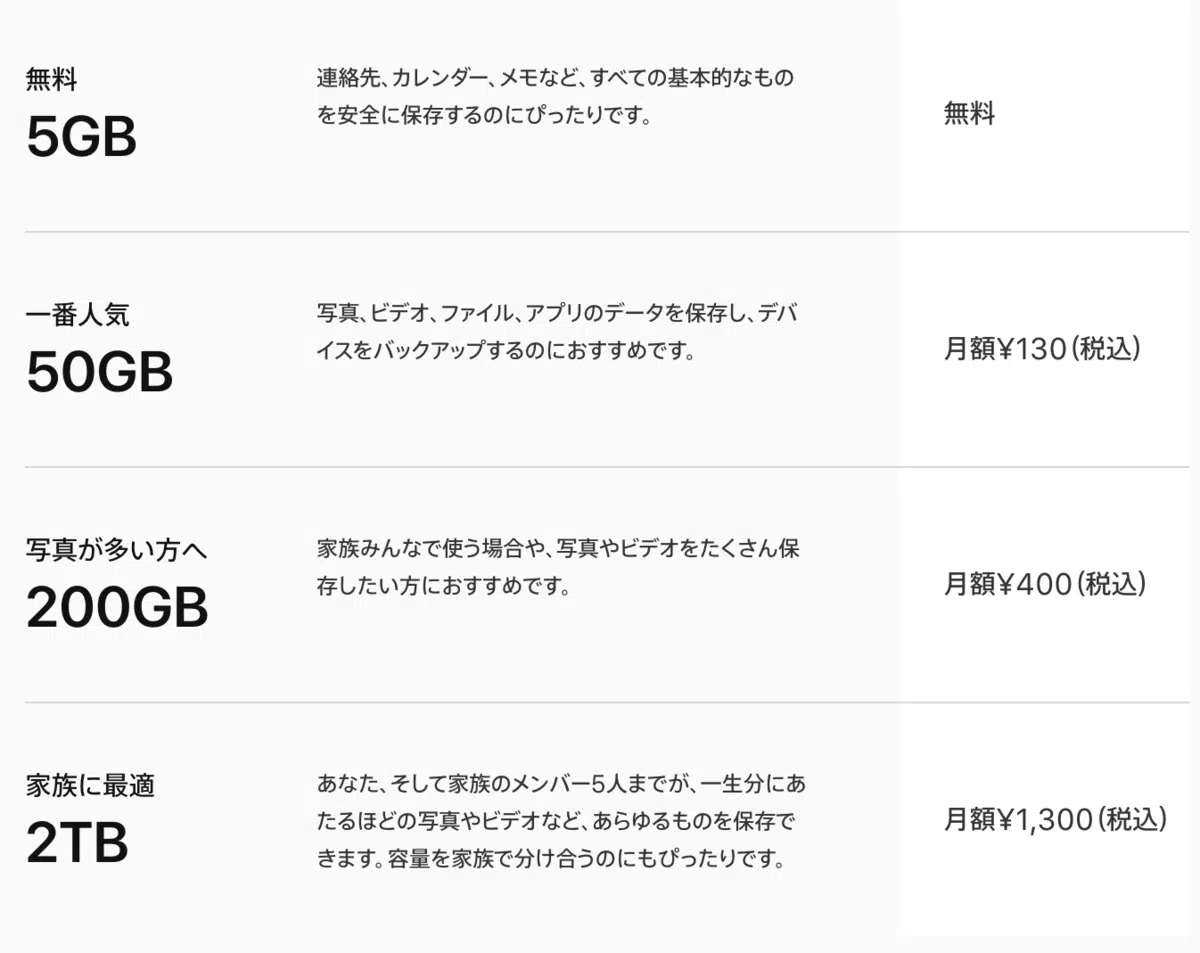 無料
5GB
連絡先、カレンダー、メモなど、すべての基本的なもの
を安全に保存するのにぴったりです。
無料
一番人気
50GB
写真、ビデオ、ファイル、アプリのデータを保存し、デバ
イスをバックアップするのにおすすめです。
月額¥130(税込)
写真が多い方へ
200GB
家族みんなで使う場合や、写真やビデオをたくさん保
存したい方におすすめです。
月額¥400(税込)
家族に最適
2TB
あなた、そして家族のメンバー5人までが、一生分にあ
たるほどの写真やビデオなど、あらゆるものを保存で
きます。容量を家族で分け合うのにもぴったりです。
月額¥1,300(税込)